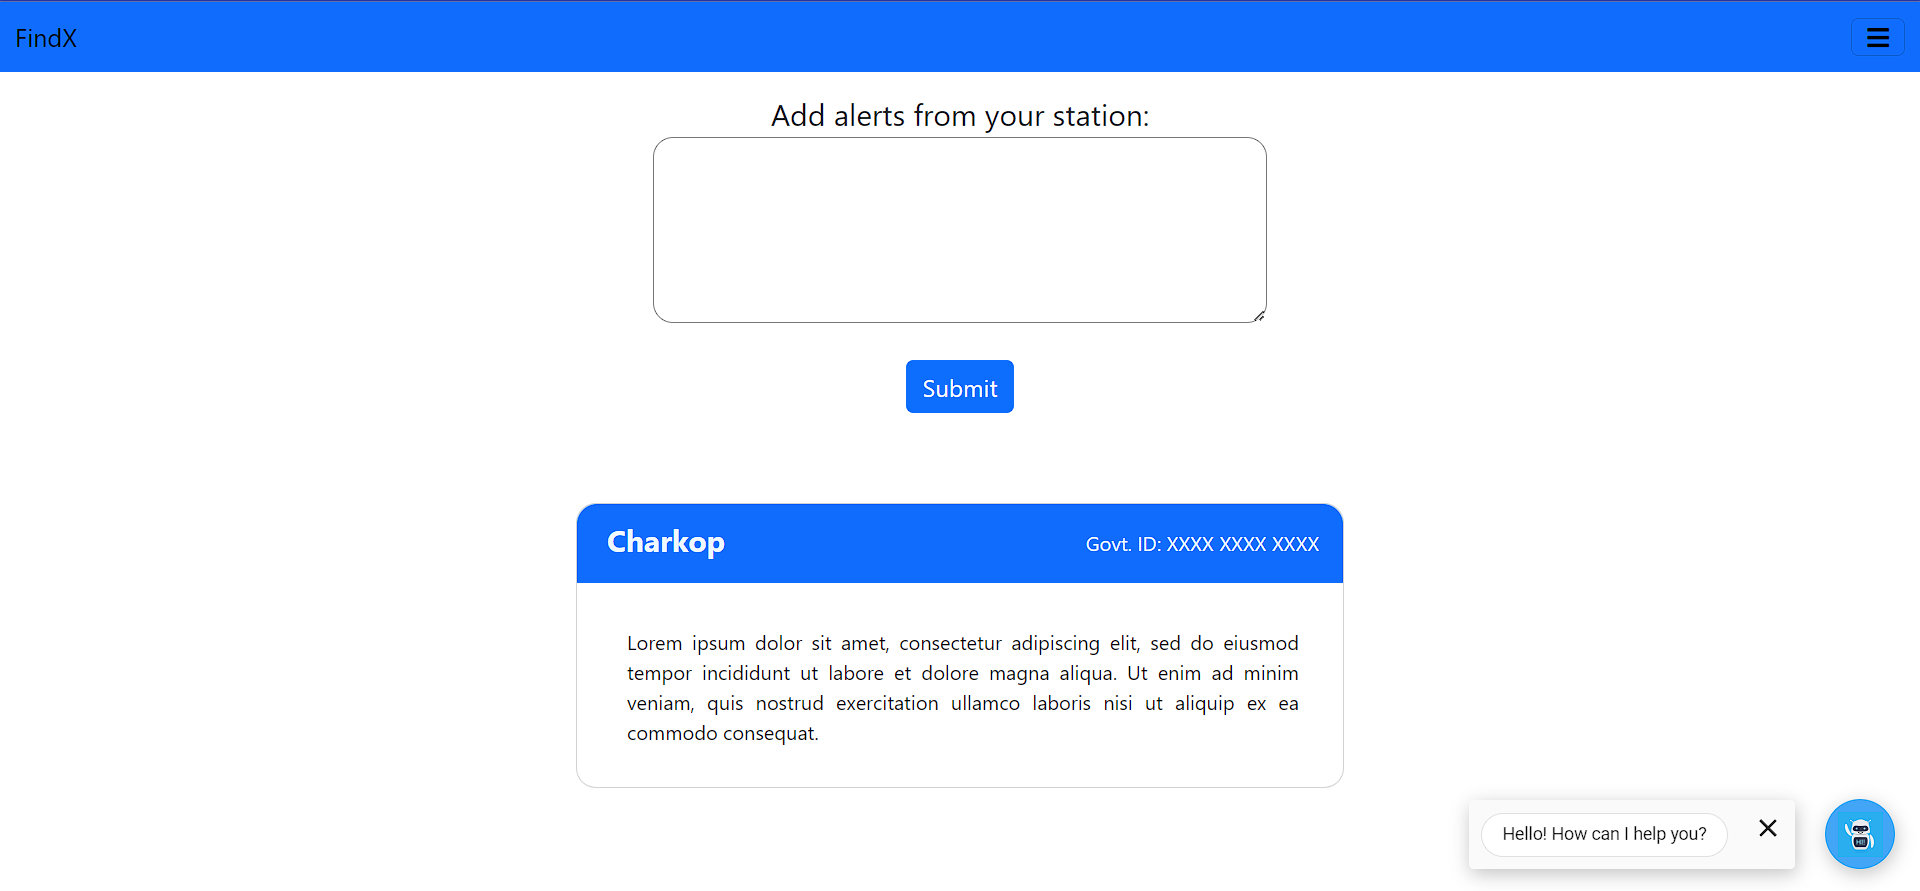 FindX
Add alerts from your station:
Submit
Charkop
Govt. ID: XXXX XXXX XXXX
Lorem ipsum dolor sit amet, consectetur adipiscing elit, sed do eiusmod
tempor incididunt ut labore et dolore magna aliqua. Ut enim ad minim
veniam, quis nostrud exercitation ullamco laboris nisi ut aliquip ex ea
commodo consequat.
Hello! How can I help you?
HI!